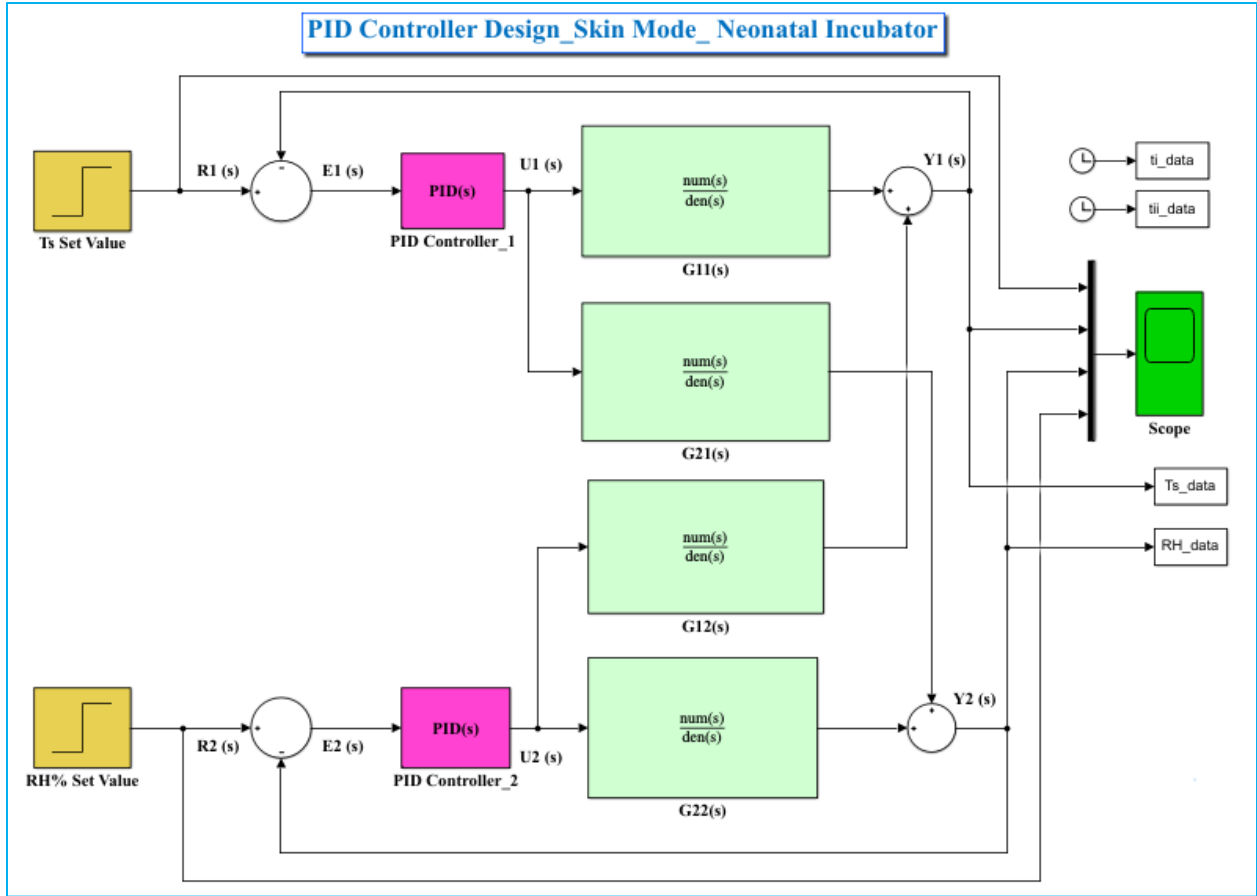 PID Controller Design_Skin Mode_ Neonatal Incubator
Ts Set Value
R1 (s)
+
-
E1 (s)
PID(s)
PID Controller_1
U1 (s)
num(s)
den(s)
G11(s)
+
+
Y1 (s)
ti_data
tii_data
num(s)
den(s)
G21(s)
Scope
Ts_data
RH_data
num(s)
den(s)
G12(s)
RH% Set Value
R2 (s)
+
-
E2 (s)
PID(s)
PID Controller_2
U2 (s)
num(s)
den(s)
G22(s)
+
+
Y2 (s)